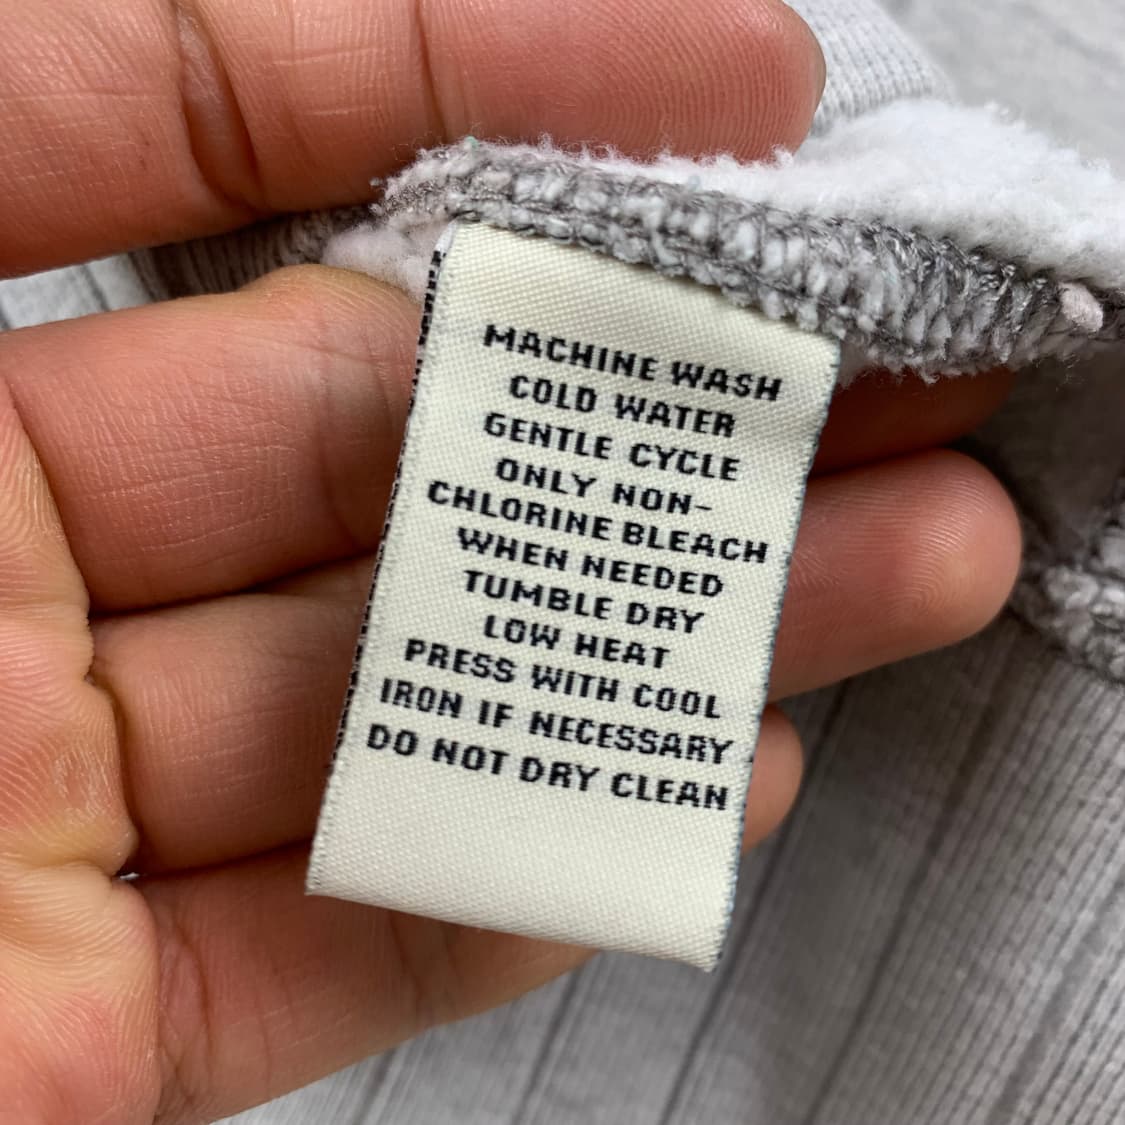 MACHINE WASH
COLD WATER
GENTLE CYCLE
ONLY NON-
CHLORINE BLEACH
WHEN NEEDED
TUMBLE DRY
LOW HEAT
PRESS WITH COOL
IRON IF NECESSARY
DO NOT DRY CLEAN